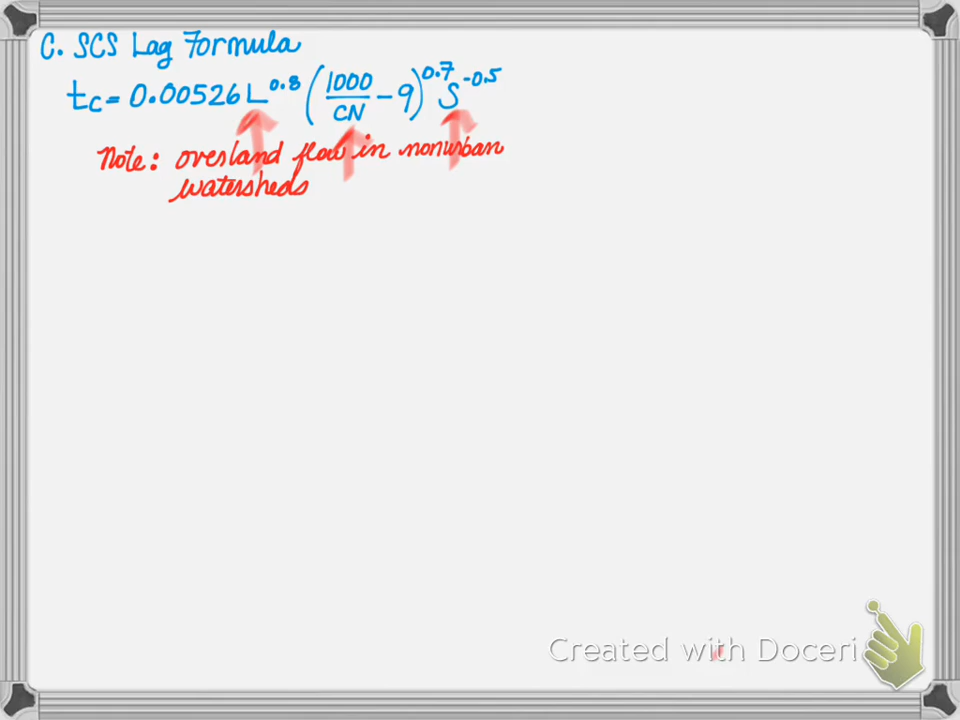 C. SCS Lag Formula
tc = 0.00526 L^0.8 (1000/CN − 9)^0.7 S^-0.5
Note: overland flow in nonurban
watersheds
Created with Doceri